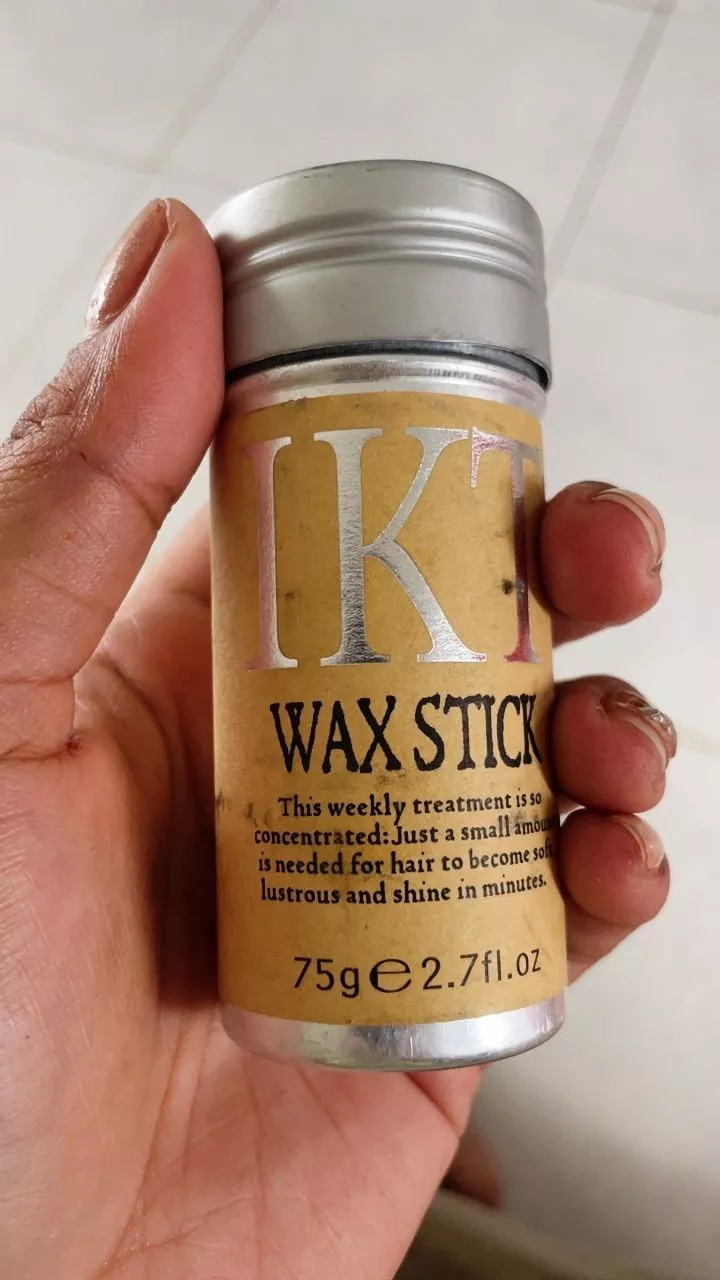 IKT
WAX STICK
This weekly treatment is so
concentrated:Just a small
is needed for hair to become
lustrous and shine in minutes.
75g e 2.7fl.oz